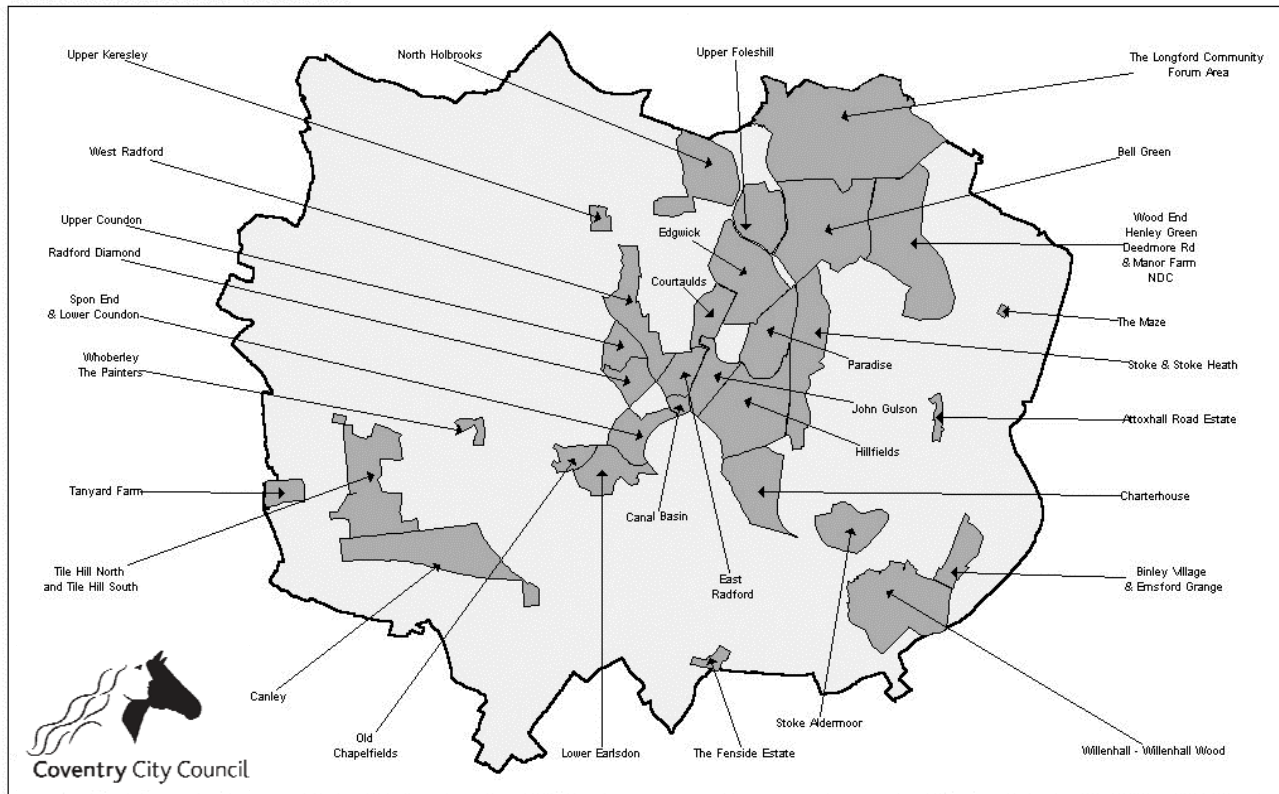 Upper Keresley
North Holbrooks
Upper Foleshill
The Longford Community
Forum Area
West Radford
Bell Green
Upper Coundon
Radford Diamond
Edgwick
Wood End
Henley Green
Deedmore Rd
& Manor Farm
NDC
Spon End
& Lower Coundon
Courtaulds
The Maze
Whoberley
The Painters
Paradise
Stoke & Stoke Heath
John Gulson
Attoxhall Road Estate
Hillfields
Tanyard Farm
Charterhouse
Canal Basin
Tile Hill North
and Tile Hill South
East
Radford
Binley Village
& Ernsford Grange
Canley
Old
Chapelfields
Lower Earlsdon
The Fenside Estate
Stoke Aldermoor
Willenhall - Willenhall Wood
Coventry City Council